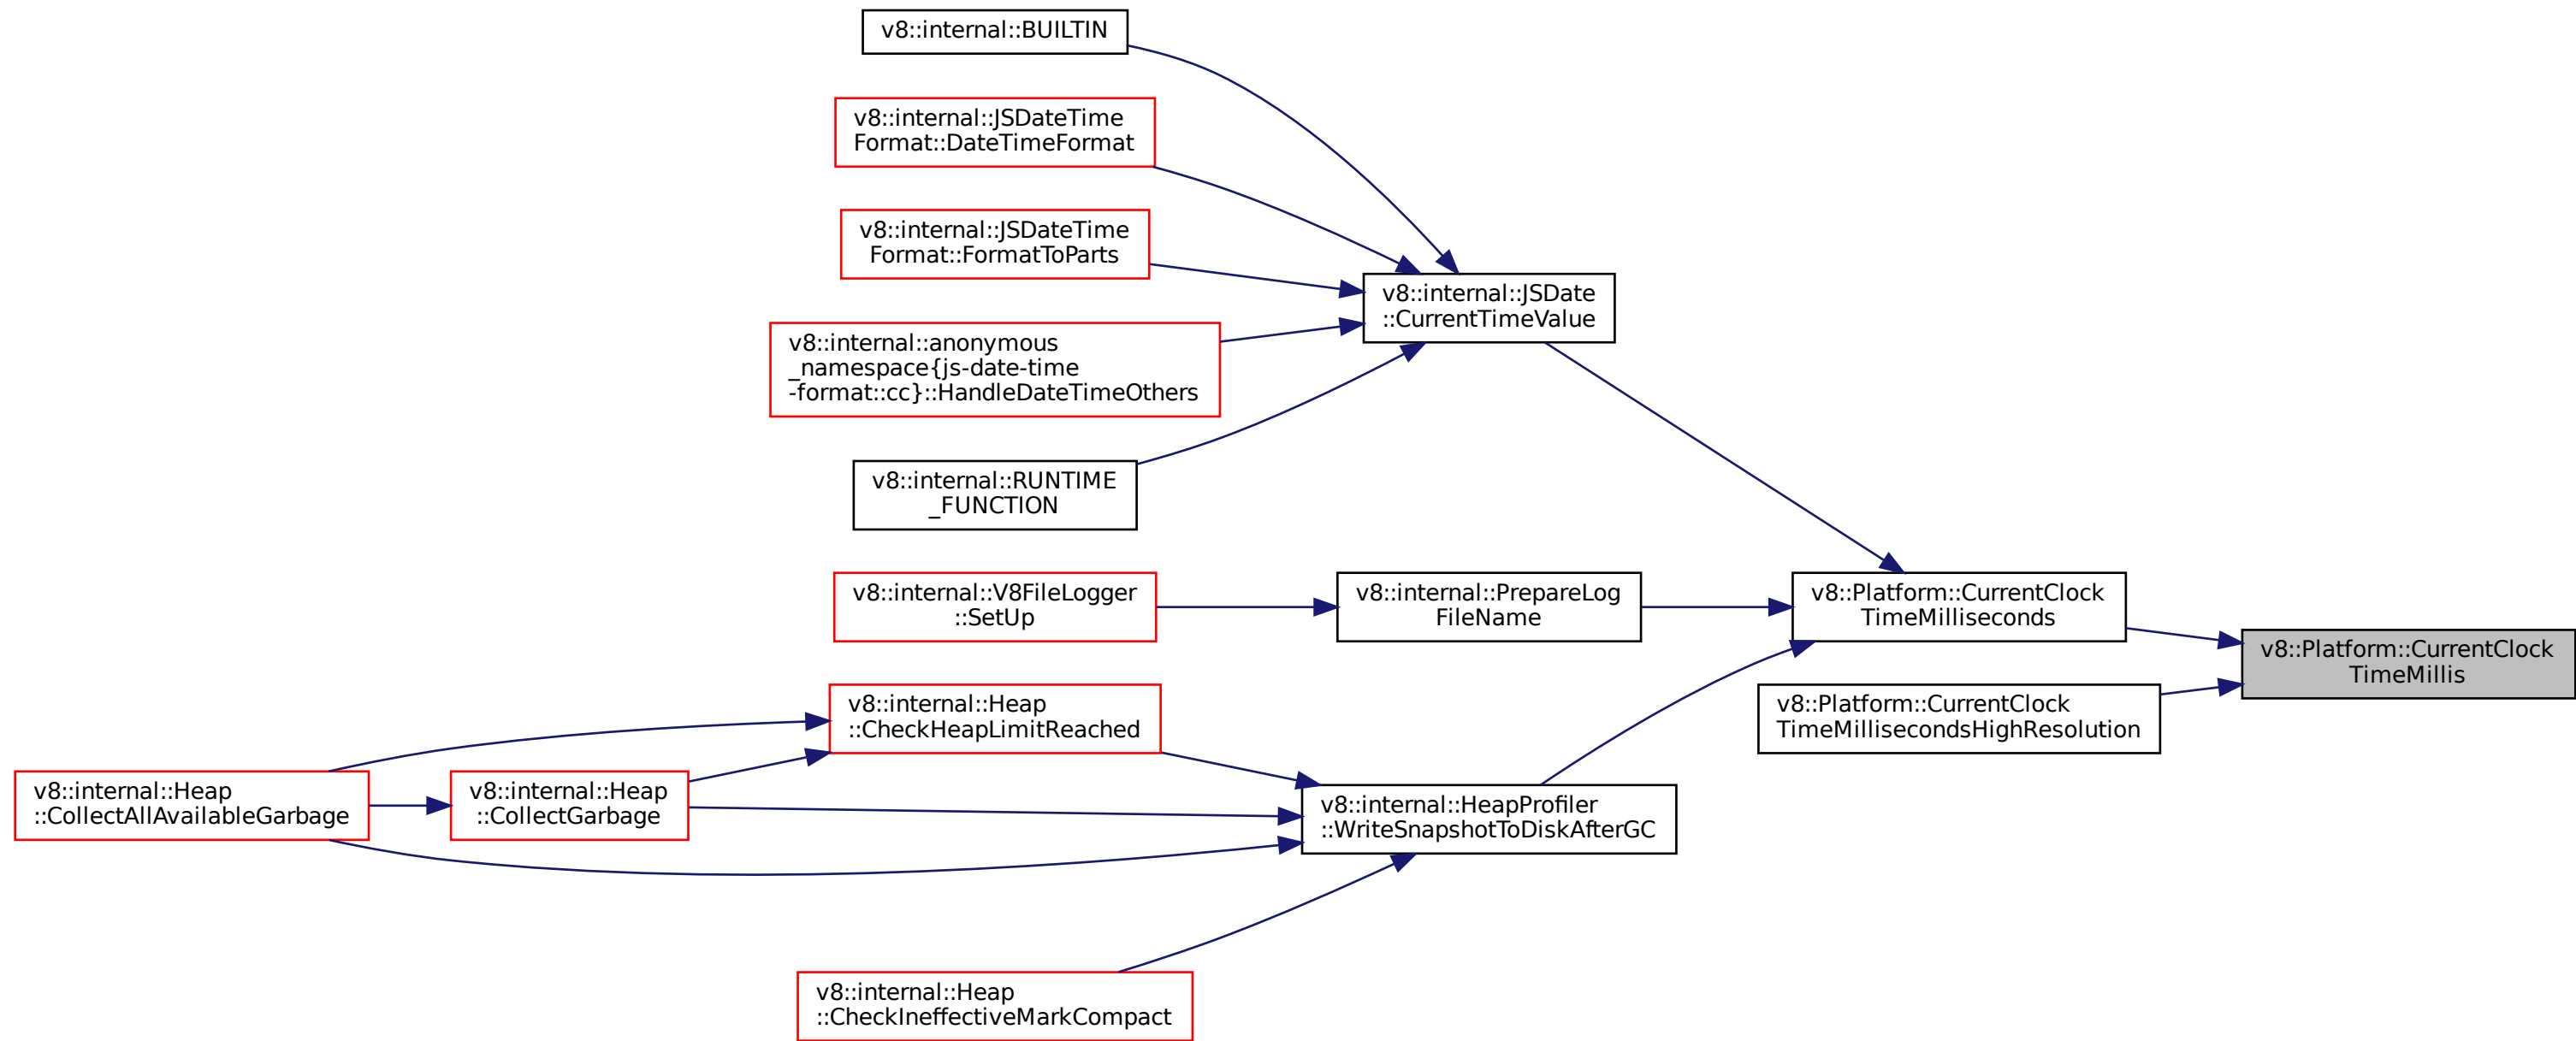 v8::internal::BUILTIN
v8::internal::JSDateTime
Format::DateTimeFormat
v8::internal::JSDateTime
Format::FormatToParts
v8::internal::JSDate
::CurrentTimeValue
v8::internal::anonymous
_namespace{js-date-time
-format::cc}::HandleDateTimeOthers
v8::internal::RUNTIME
_FUNCTION
v8::internal::V8FileLogger
::SetUp
v8::internal::PrepareLog
FileName
v8::Platform::CurrentClock
TimeMilliseconds
v8::Platform::CurrentClock
TimeMillis
v8::internal::Heap
::CheckHeapLimitReached
v8::Platform::CurrentClock
TimeMillisecondsHighResolution
v8::internal::Heap
::CollectAllAvailableGarbage
v8::internal::Heap
::CollectGarbage
v8::internal::HeapProfiler
::WriteSnapshotToDiskAfterGC
v8::internal::Heap
::CheckIneffectiveMarkCompact